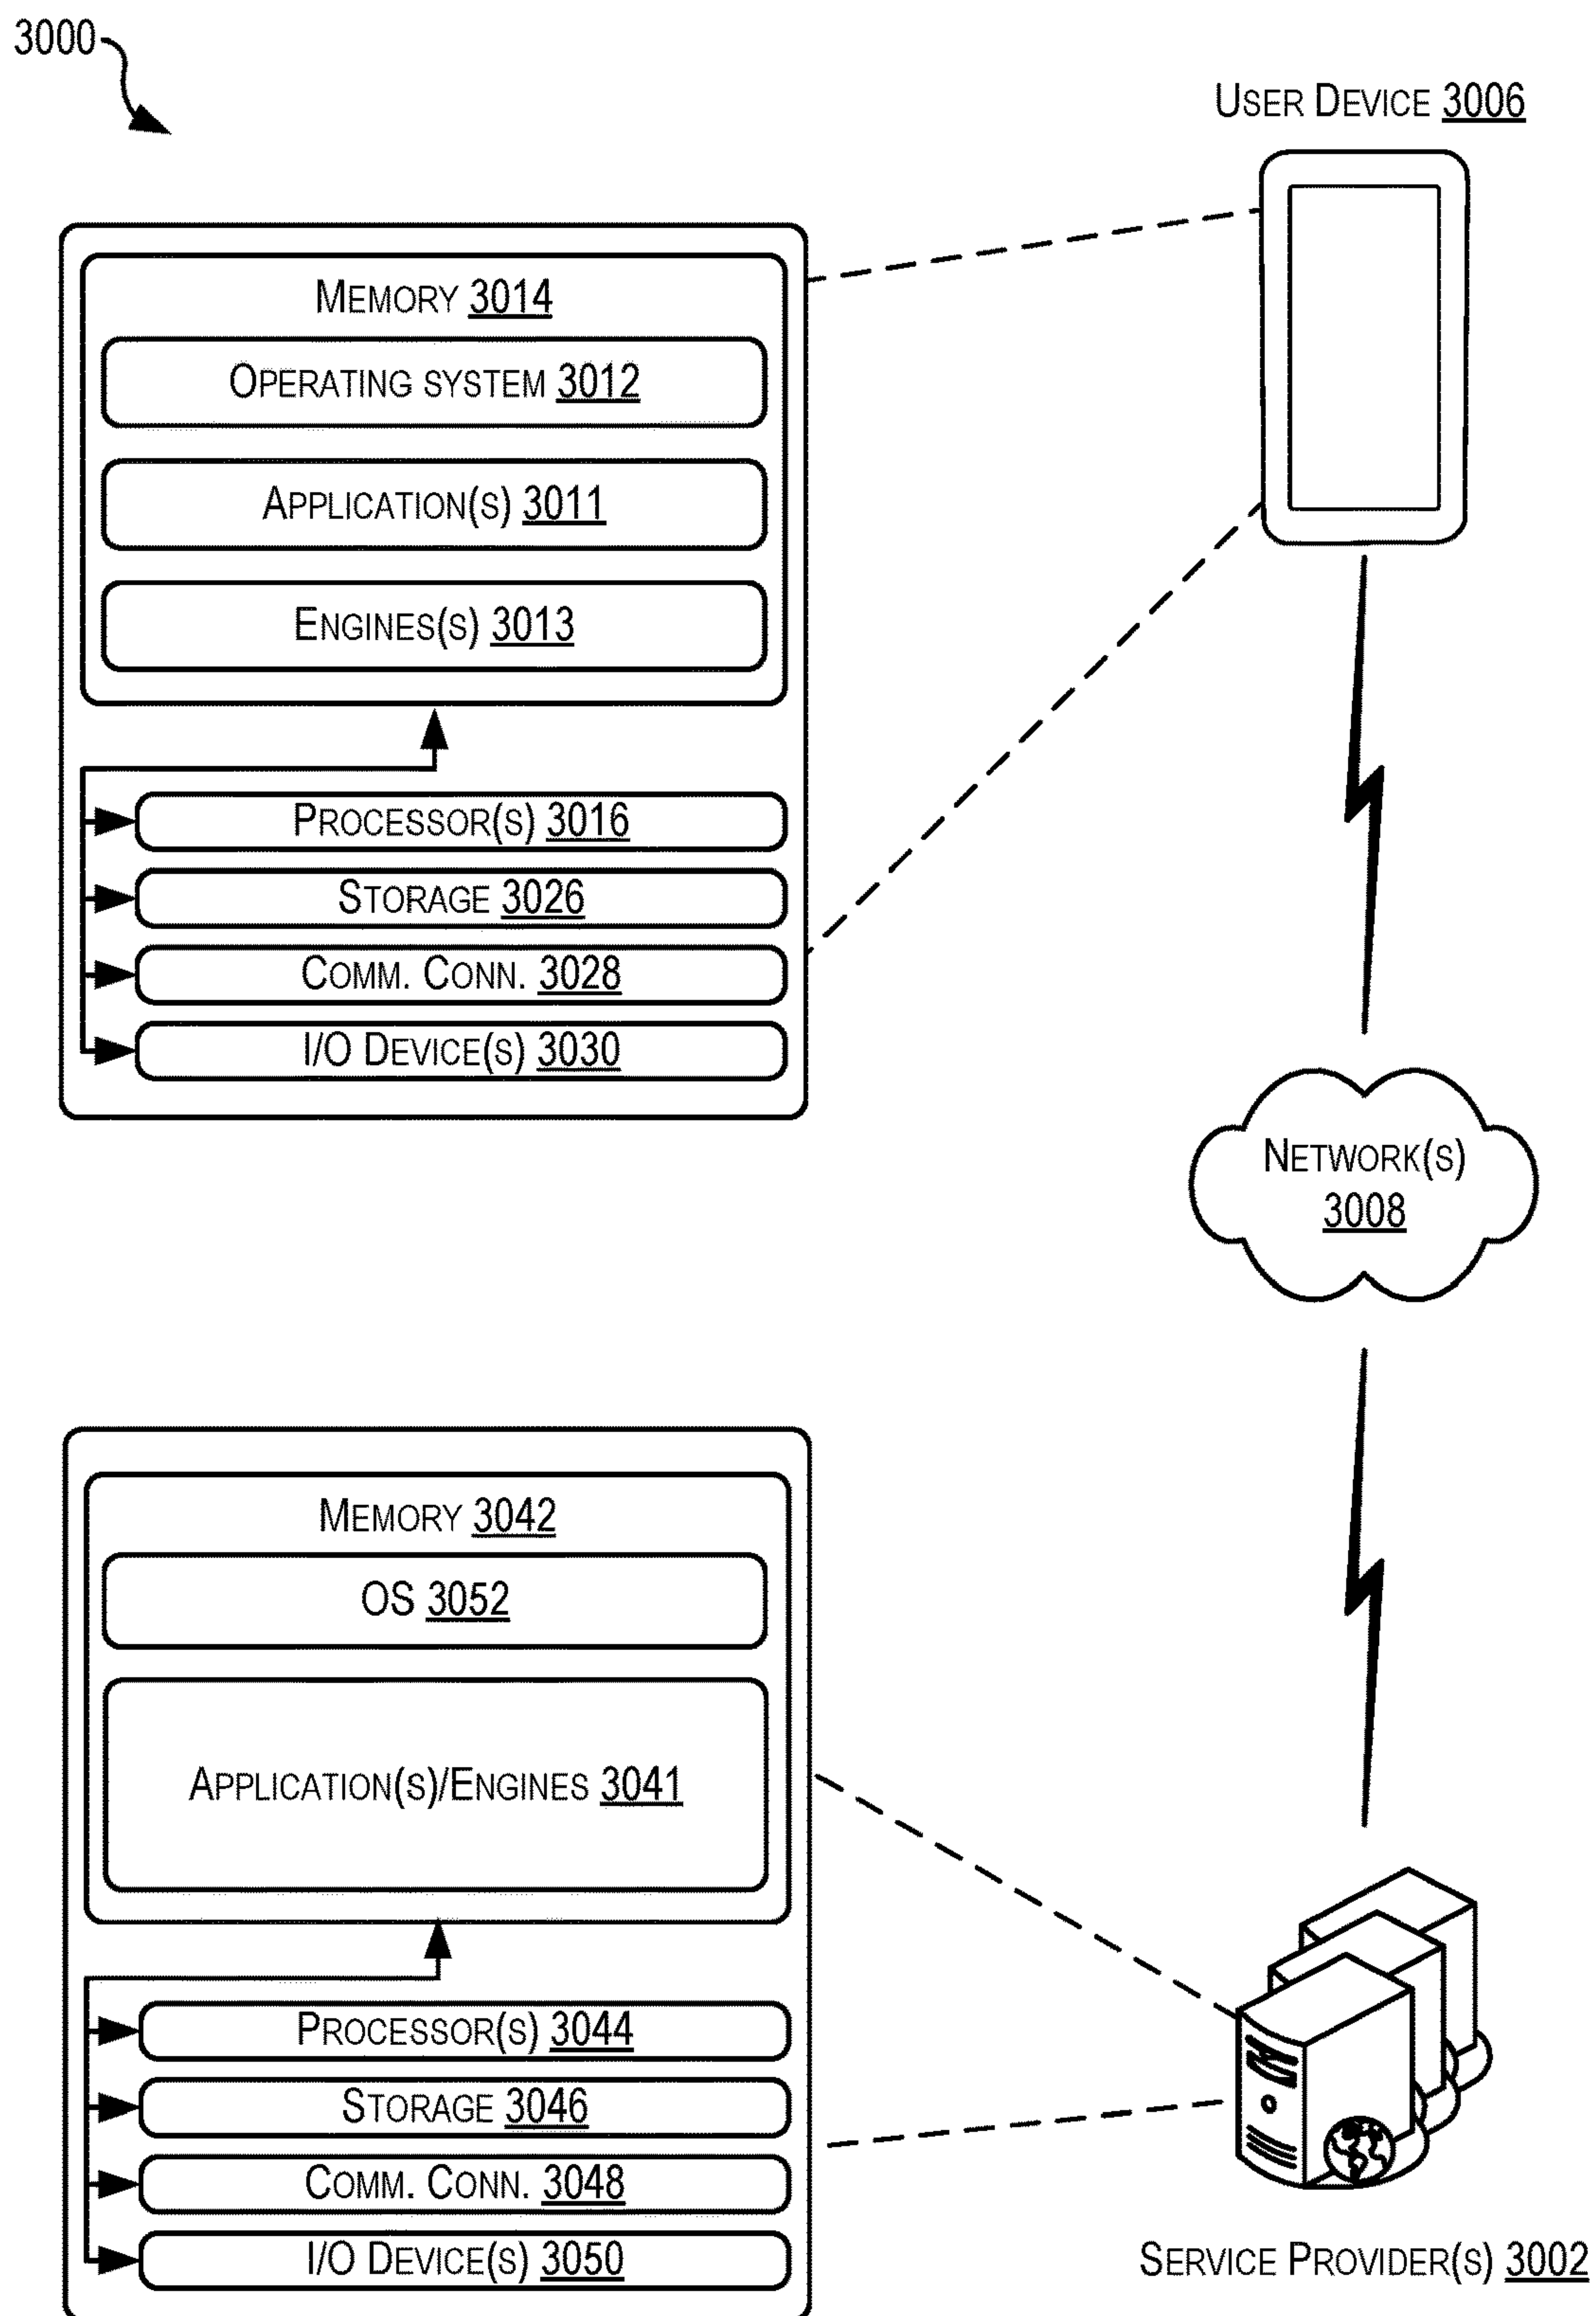 3000
USER DEVICE 3006
MEMORY 3014
OPERATING SYSTEM 3012
APPLICATION(S) 3011
ENGINES(S) 3013
PROCESSOR(S) 3016
STORAGE 3026
COMM. CONN. 3028
I/O DEVICE(S) 3030
NETWORK(S)
3008
MEMORY 3042
OS 3052
APPLICATION(S)/ENGINES 3041
PROCESSOR(S) 3044
STORAGE 3046
COMM. CONN. 3048
I/O DEVICE(S) 3050
SERVICE PROVIDER(S) 3002